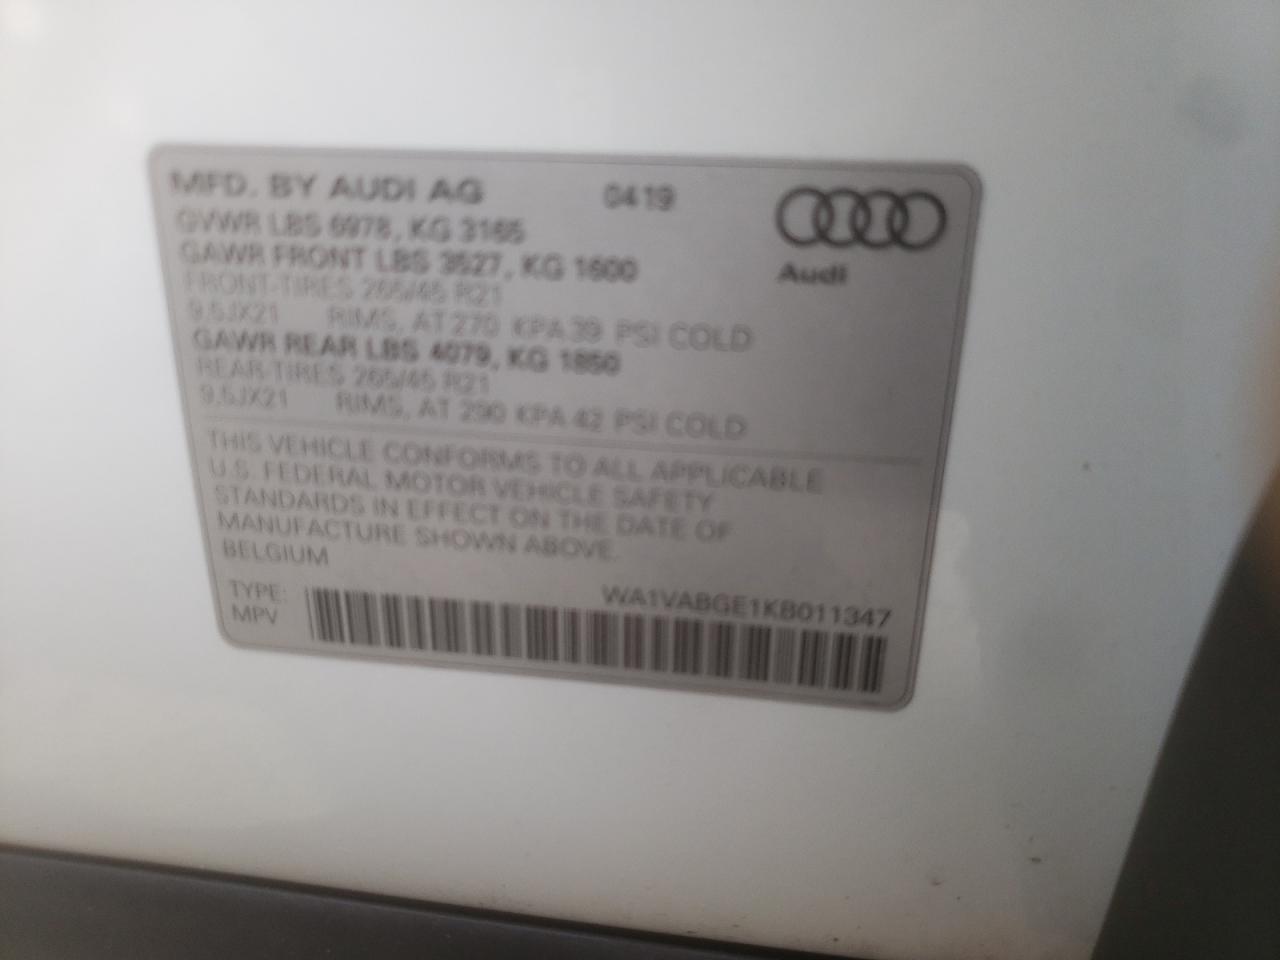 MFD. BY AUDI AG 04 19
GVWR LBS 6978, KG 3165
Audi
GAWR FRONT LBS 3527, KG 1600
FRONT-TIRES 265/45 R21
9.5JX21 RIMS, AT 270 KPA 39 PSI COLD
GAWR REAR LBS 4079, KG 1850
REAR-TIRES 265/45 R21
9.5JX21 RIMS, AT 290 KPA 42 PSI COLD
THIS VEHICLE CONFORMS TO ALL APPLICABLE
U.S. FEDERAL MOTOR VEHICLE SAFETY
STANDARDS IN EFFECT ON THE DATE OF
MANUFACTURE SHOWN ABOVE.
BELGIUM
TYPE: WA1VABGE1KB011347
MPV